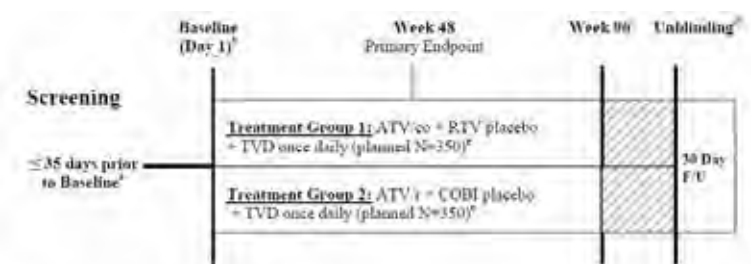 Baseline
(Day 1)
Week 48
Primary Endpoint
Week 96
Unblinding
Screening
≤ 35 days prior
to Baseline
Treatment Group 1: ATV/co + RTV placebo
+ TVD once daily (planned N=350)
Treatment Group 2: ATV/r + COBI placebo
+ TVD once daily (planned N=350)
30 Day
F/U